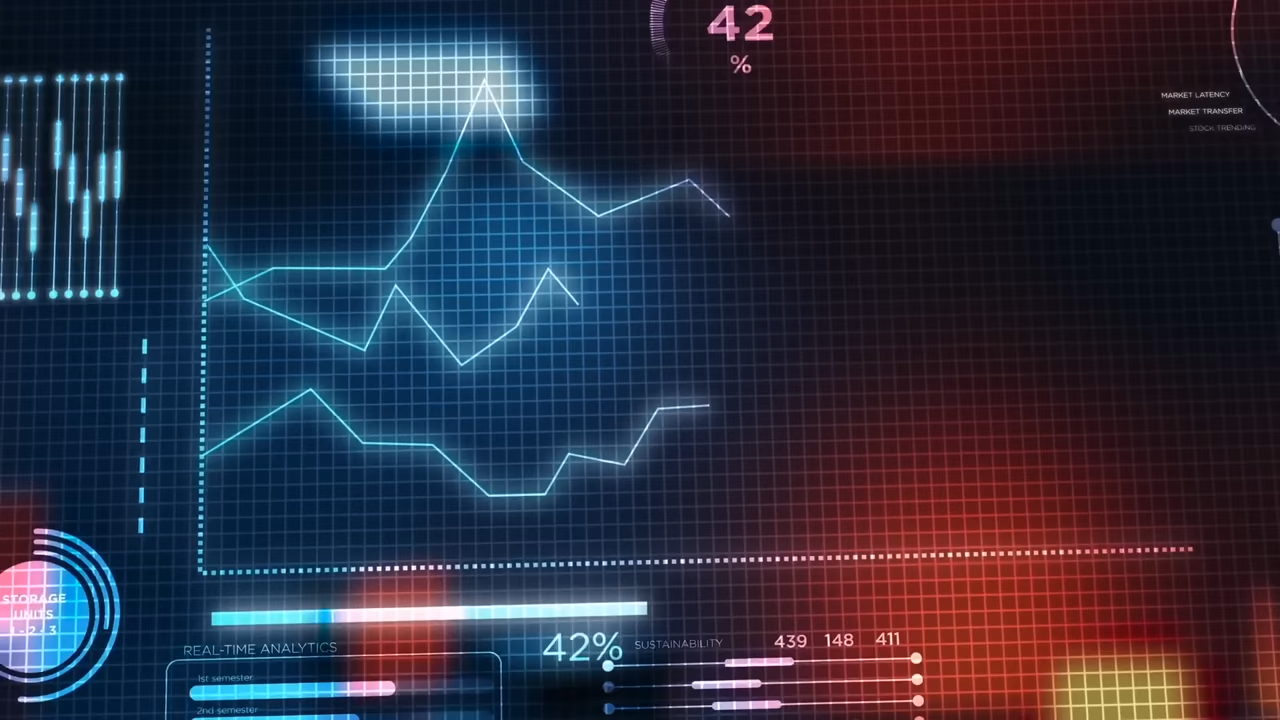 42
%
MARKET LATENCY
MARKET TRANSFER
STOCK TRENDING
STORAGE
UNITS
1 - 2 - 3
REAL-TIME ANALYTICS
42%
SUSTAINABILITY
439 148 411
1st semester
2nd semester